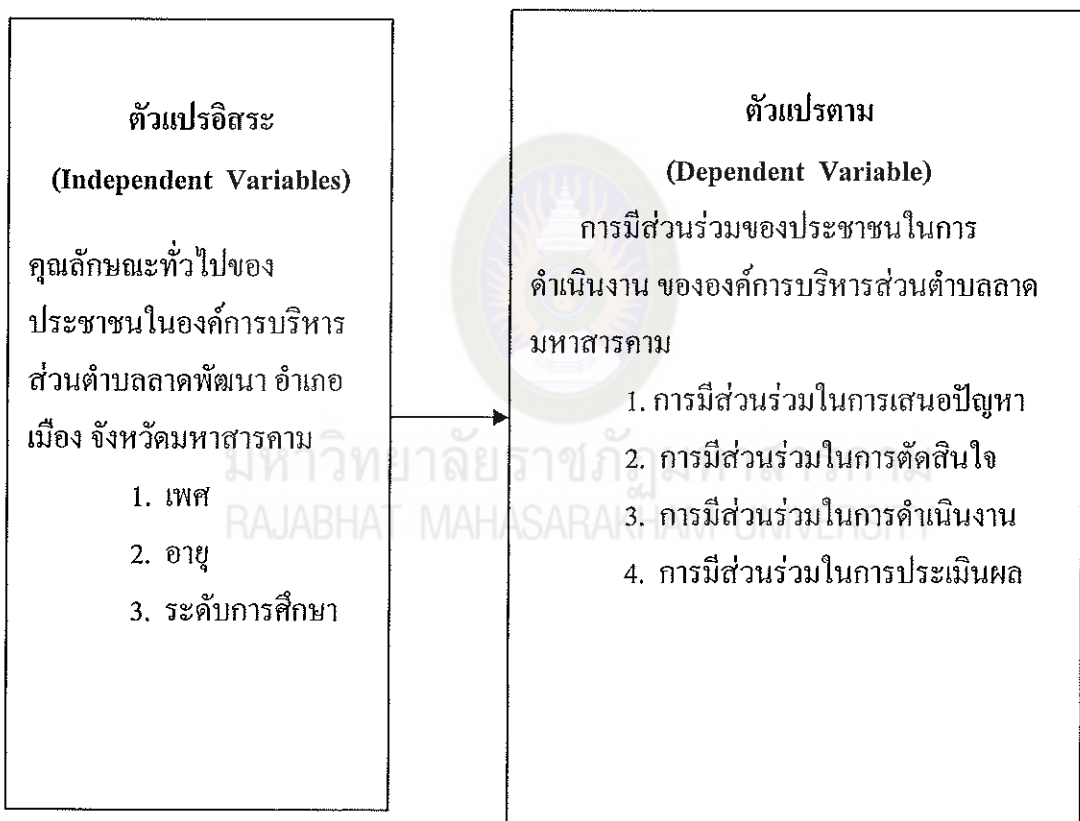 ตัวแปรอิสระ
(Independent Variables)
คุณลักษณะทั่วไปของ
ประชาชนในองค์การบริหาร
ส่วนตำบลลาดพัฒนา อำเภอ
เมือง จังหวัดมหาสารคาม
1. เพศ
2. อายุ
3. ระดับการศึกษา
ตัวแปรตาม
(Dependent Variable)
การมีส่วนร่วมของประชาชนในการ
ดำเนินงาน ขององค์การบริหารส่วนตำบลลาด
มหาสารคาม
1. การมีส่วนร่วมในการเสนอปัญหา
2. การมีส่วนร่วมในการตัดสินใจ
3. การมีส่วนร่วมในการดำเนินงาน
4. การมีส่วนร่วมในการประเมินผล
มหาวิทยาลัยราชภัฏมหาสารคาม
RAJABHAT MAHASARAKHAM UNIVERSITY